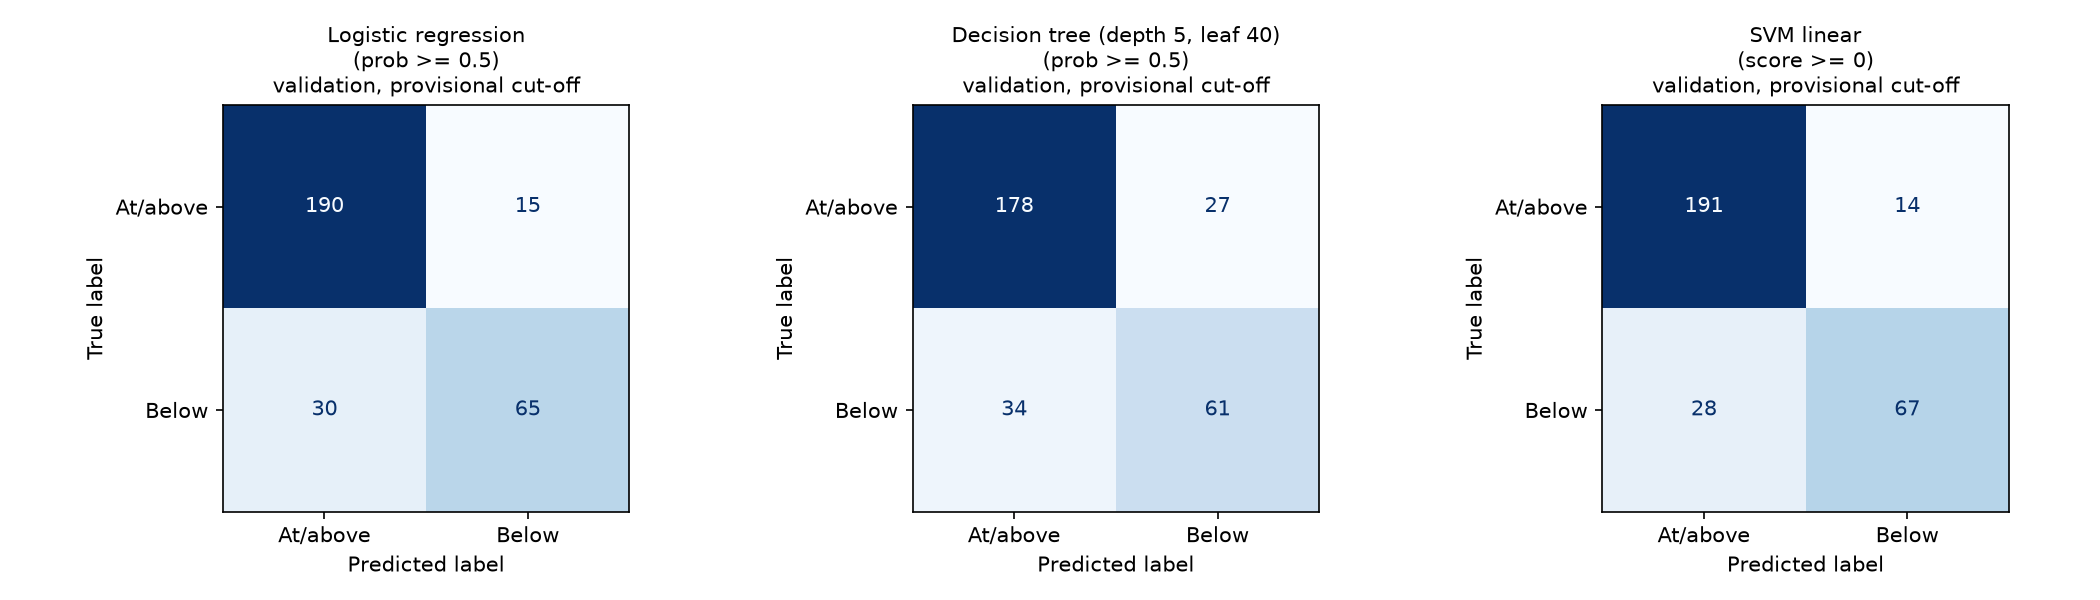 Logistic regression
(prob >= 0.5)
validation, provisional cut-off
True label
At/above
190
15
Below
30
65
At/above
Below
Predicted label
Decision tree (depth 5, leaf 40)
(prob >= 0.5)
validation, provisional cut-off
True label
At/above
178
27
Below
34
61
At/above
Below
Predicted label
SVM linear
(score >= 0)
validation, provisional cut-off
True label
At/above
191
14
Below
28
67
At/above
Below
Predicted label